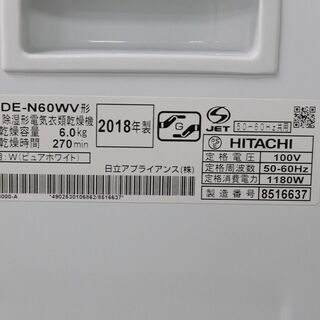 DE-N60WV形
除湿形電気衣類乾燥機
乾燥容量 6.0kg
乾燥時間 270min
2018年製
G
S
JET
50-60Hz共用
HITACHI
定格電圧 100V
定格周波数 50-60Hz
定格消費電力 1180W
製造番号 8516637
:W(ピュアホワイト)
日立アプライアンス(株)
000-A
*4902530106862/8516637*